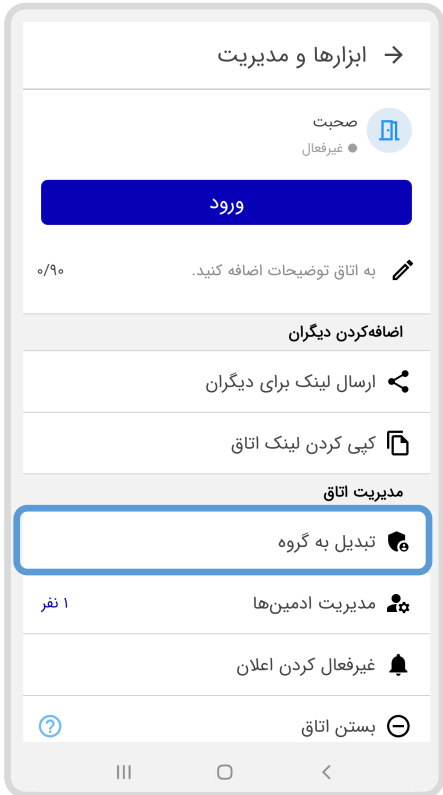 ابزارها و مدیریت
صحبت
غیرفعال
ورود
به اتاق توضیحات اضافه کنید.
۰/۹۰
اضافه‌کردن دیگران
ارسال لینک برای دیگران
کپی کردن لینک اتاق
مدیریت اتاق
تبدیل به گروه
مدیریت ادمین‌ها
۱ نفر
غیرفعال کردن اعلان
بستن اتاق
?